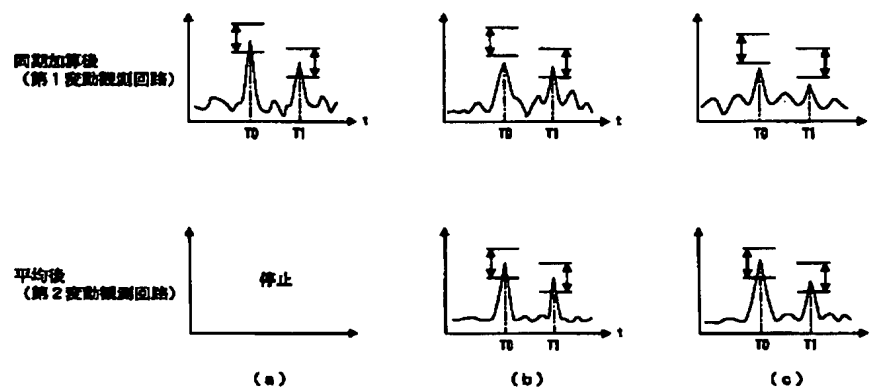 同期加算後
（第1変動観測回路）
T0 T1 t
T0 T1 t
T0 T1
平均後
（第2変動観測回路）
停止
T0 T1 t
T0 T1
（a） （b） （c）